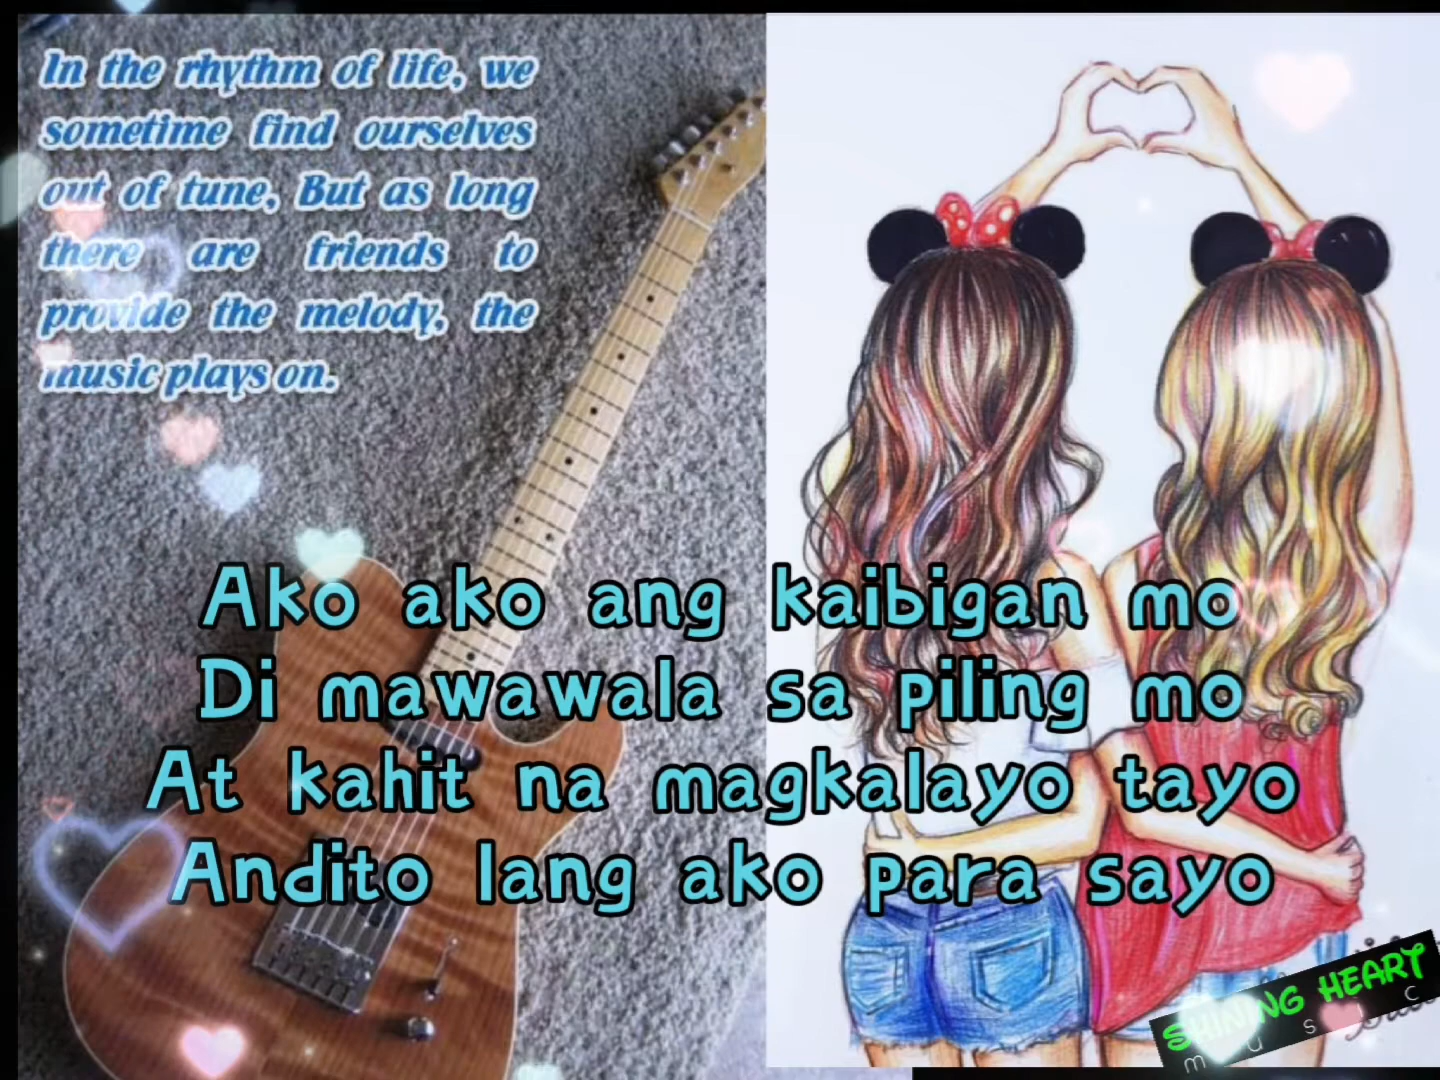 In the rhythm of life, we
sometime find ourselves
out of tune, But as long
there are friends to
provide the melody, the
music plays on.
Ako ako ang kaibigan mo
Di mawawala sa piling mo
At kahit na magkalayo tayo
Andito lang ako para sayo
SHINING HEART
music